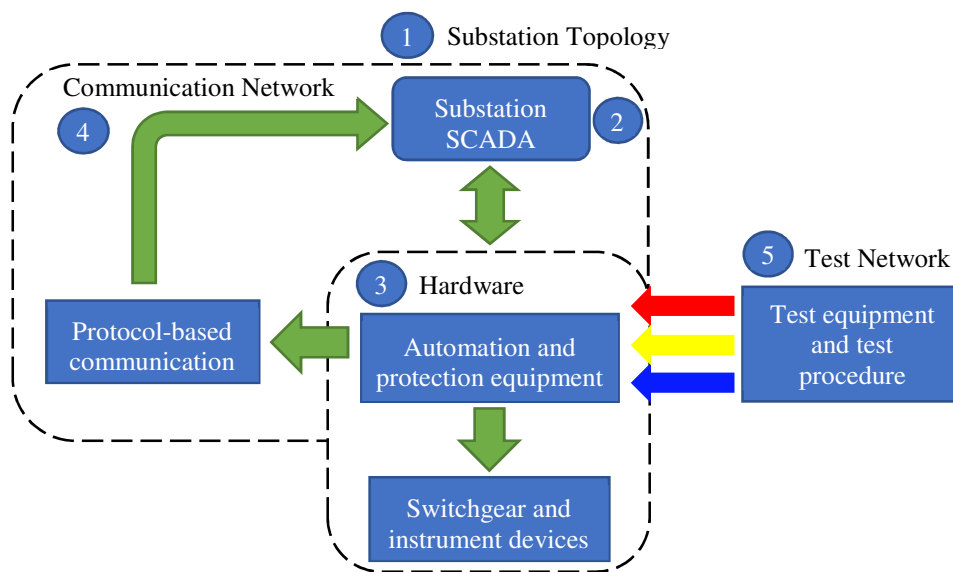 1 Substation Topology
Communication Network
4
Substation
SCADA
2
5 Test Network
3 Hardware
Protocol-based
communication
Automation and
protection equipment
Test equipment
and test
procedure
Switchgear and
instrument devices